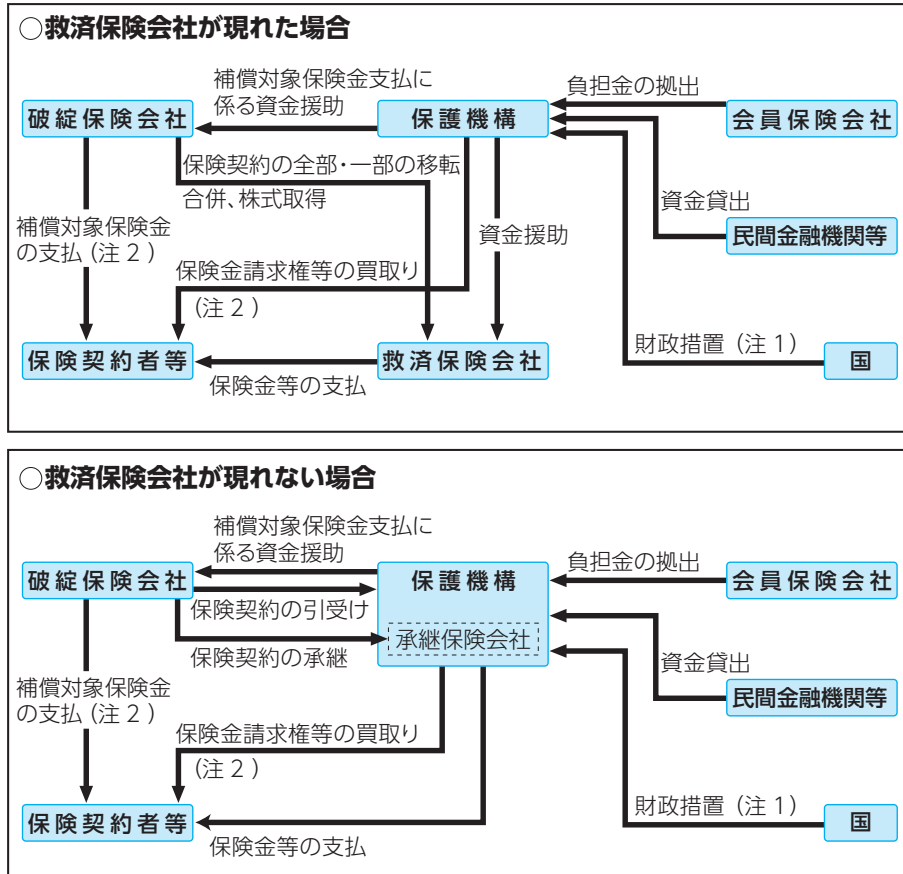 ○救済保険会社が現れた場合
補償対象保険金支払に
係る資金援助
負担金の拠出
破綻保険会社
保護機構
会員保険会社
保険契約の全部・一部の移転
合併、株式取得
資金貸出
補償対象保険金
の支払(注2)
資金援助
民間金融機関等
保険金請求権等の買取り
(注2)
財政措置(注1)
保険契約者等
救済保険会社
国
保険金等の支払
○救済保険会社が現れない場合
補償対象保険金支払に
係る資金援助
負担金の拠出
破綻保険会社
保護機構
会員保険会社
保険契約の引受け
承継保険会社
保険契約の承継
資金貸出
補償対象保険金
の支払(注2)
民間金融機関等
保険金請求権等の買取り
(注2)
財政措置(注1)
保険契約者等
国
保険金等の支払